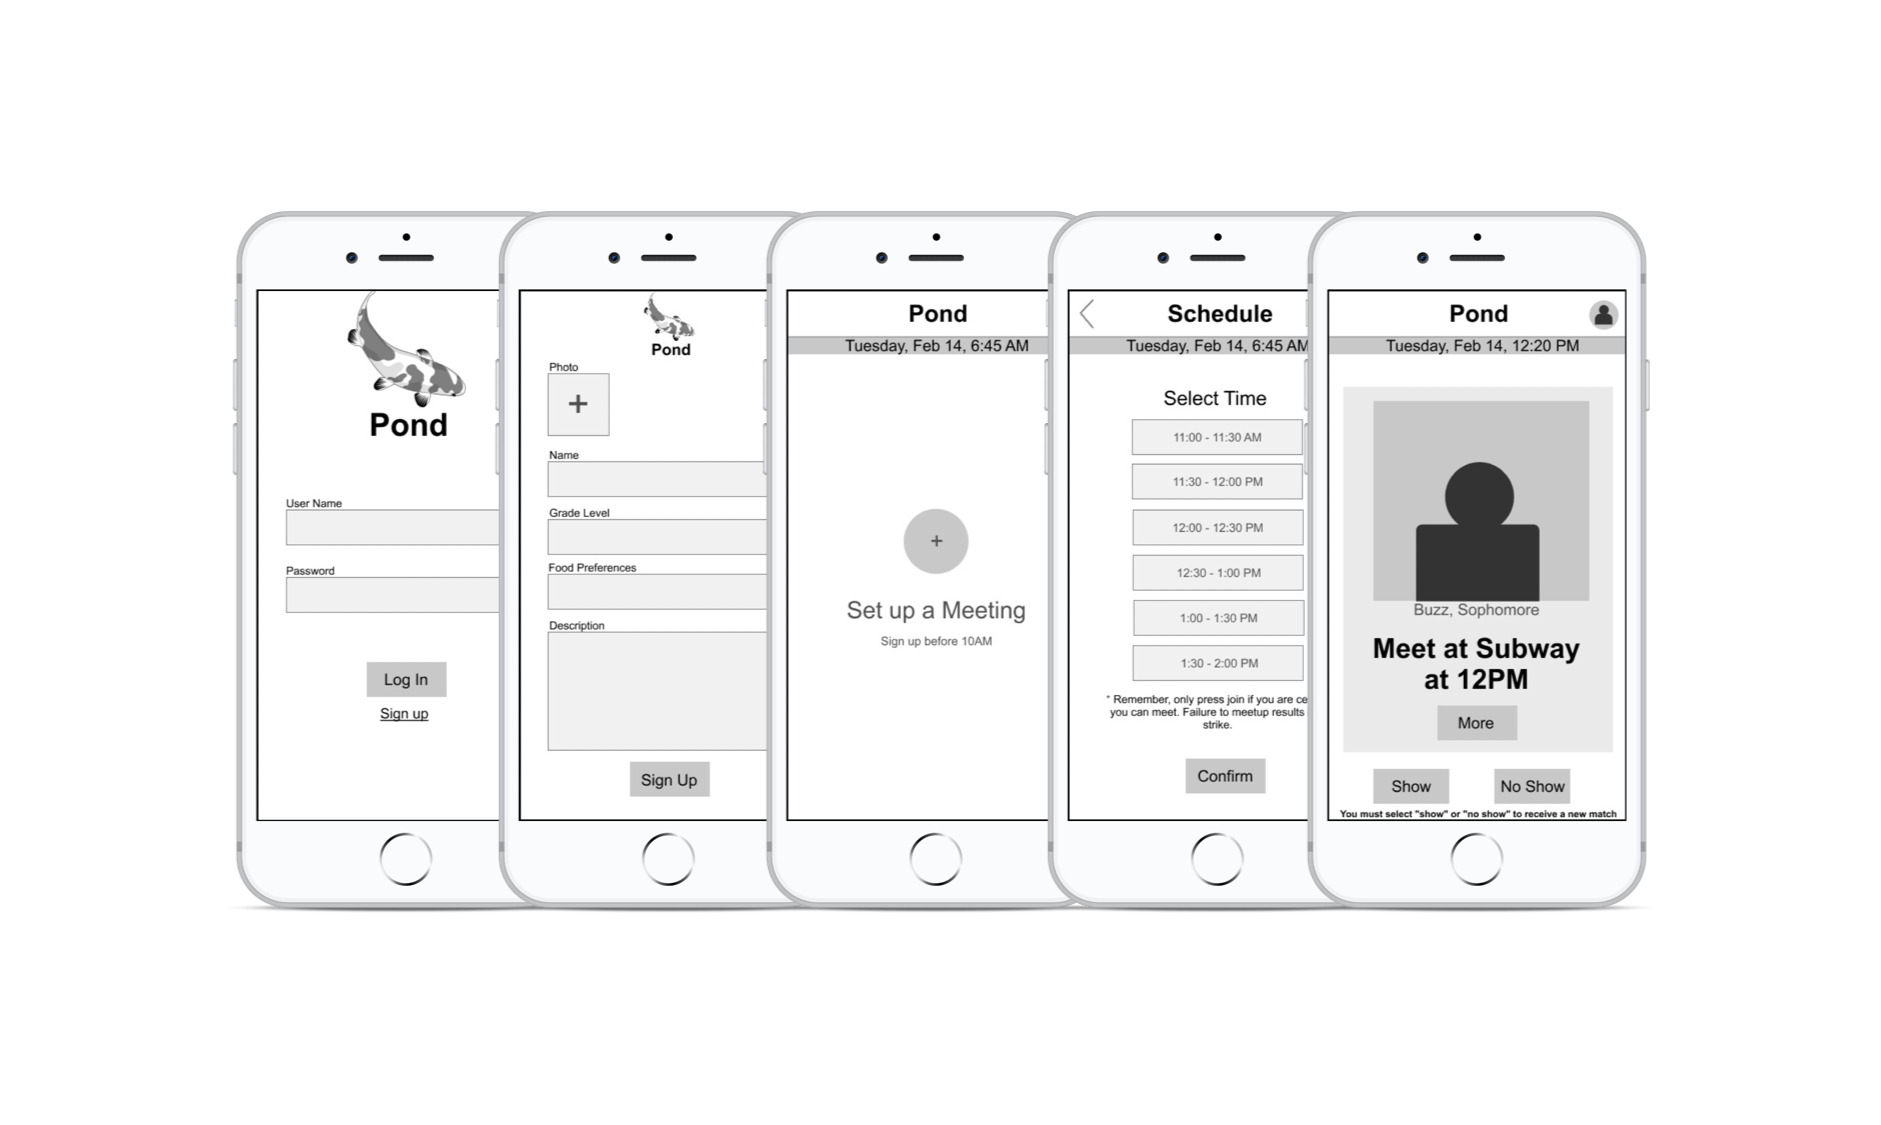 Pond
User Name
Password
Log In
Sign up
Pond
Photo
+
Name
Grade Level
Food Preferences
Description
Sign Up
Pond
Tuesday, Feb 14, 6:45 AM
+
Set up a Meeting
Sign up before 10AM
Schedule
Tuesday, Feb 14, 6:45 AM
Select Time
11:00 - 11:30 AM
11:30 - 12:00 PM
12:00 - 12:30 PM
12:30 - 1:00 PM
1:00 - 1:30 PM
1:30 - 2:00 PM
* Remember, only press join if you are
you can meet. Failure to meetup results
strike.
Confirm
Pond
Tuesday, Feb 14, 12:20 PM
Buzz, Sophomore
Meet at Subway
at 12PM
More
Show
No Show
You must select "show" or "no show" to receive a new match